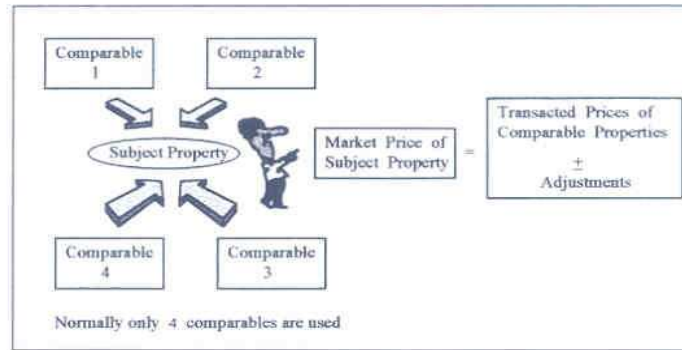 Comparable
1
Comparable
2
Subject Property
Comparable
4
Comparable
3
Market Price of
Subject Property
=
Transacted Prices of
Comparable Properties
±
Adjustments
Normally only 4 comparables are used